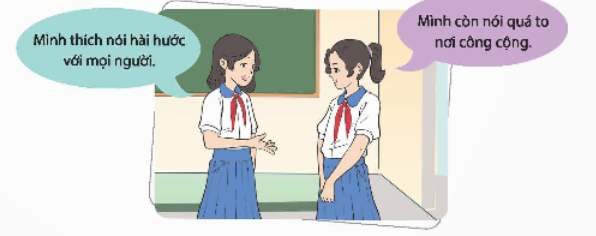 Mình thích nói hài hước
với mọi người.
Mình còn nói quá to
nơi công cộng.